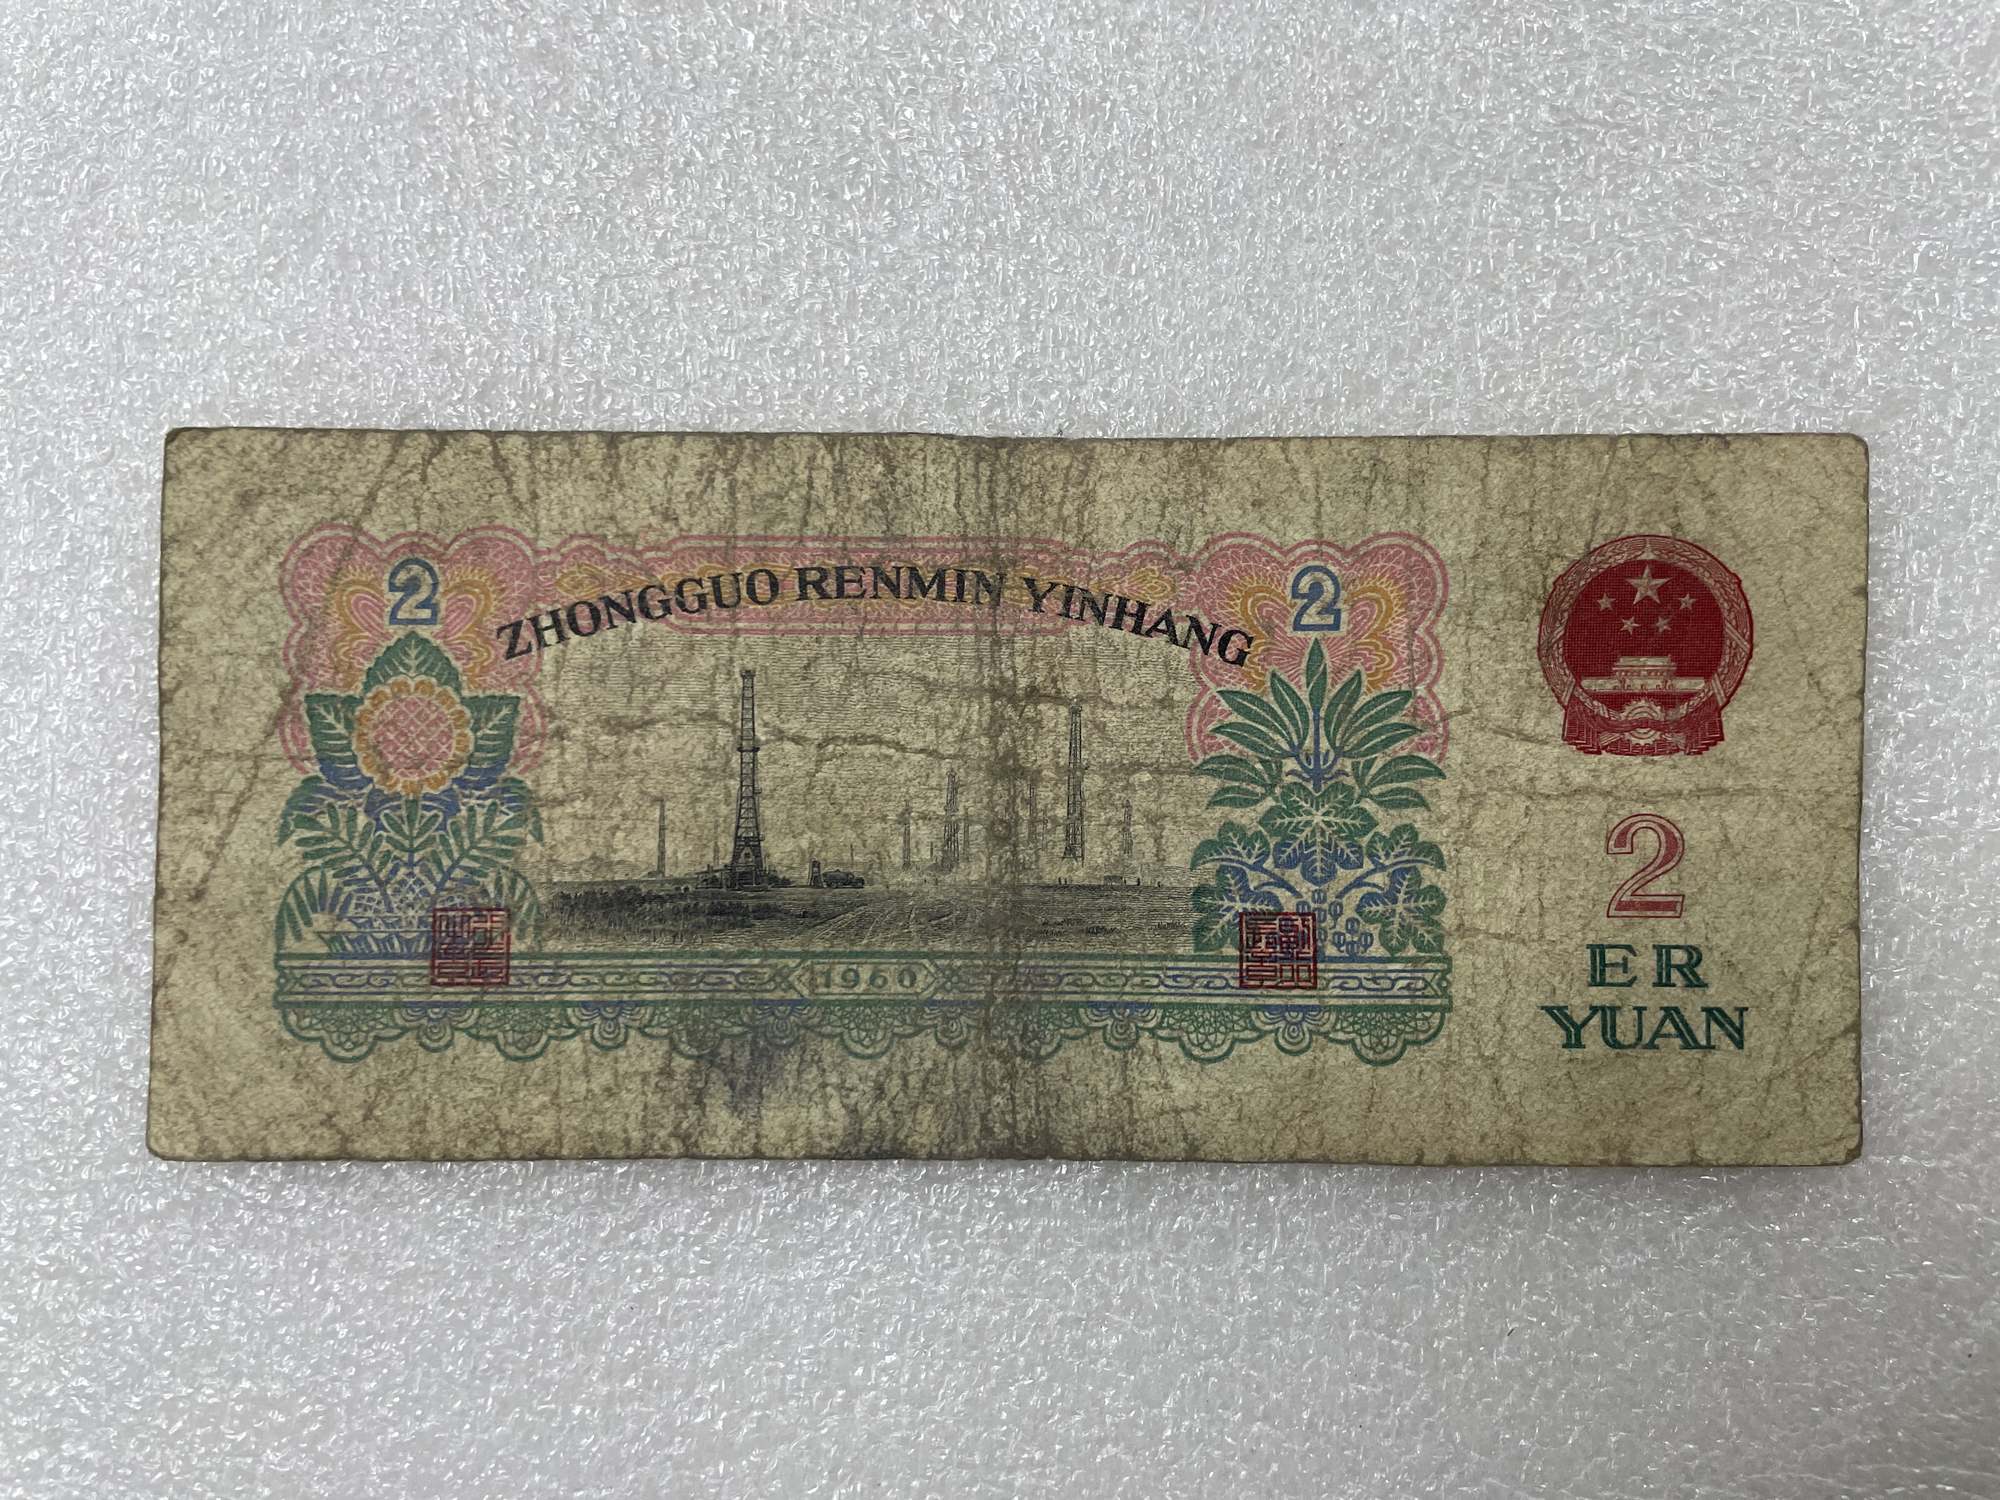 2
ZHONGGUO RENMIN YINHANG
2
1960
2
ER
YUAN